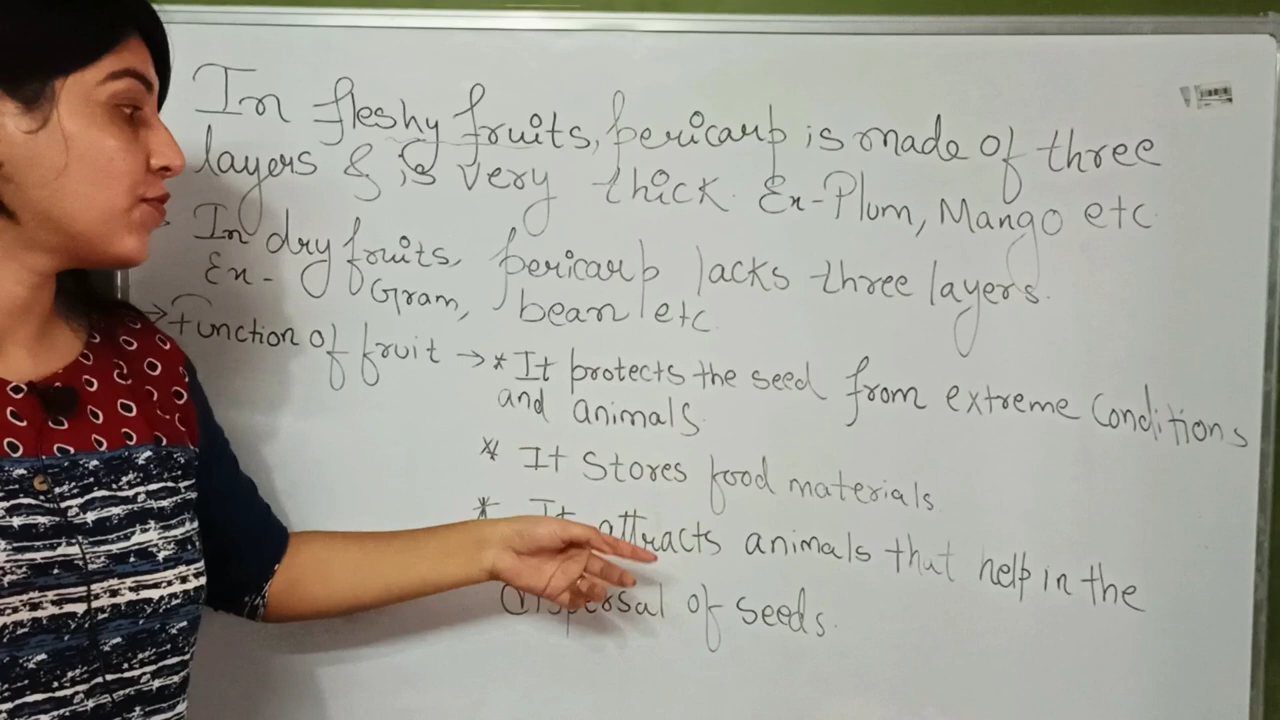 In fleshy fruits, pericarp is made of three
layers & is very thick. Ex-Plum, Mango etc
In dry fruits, pericarp lacks three layers.
Ex- Gram, bean etc
→ Function of fruit → * It protects the seed from extreme conditions
and animals.
* It stores food materials
* It attracts animals that help in the
dispersal of seeds.